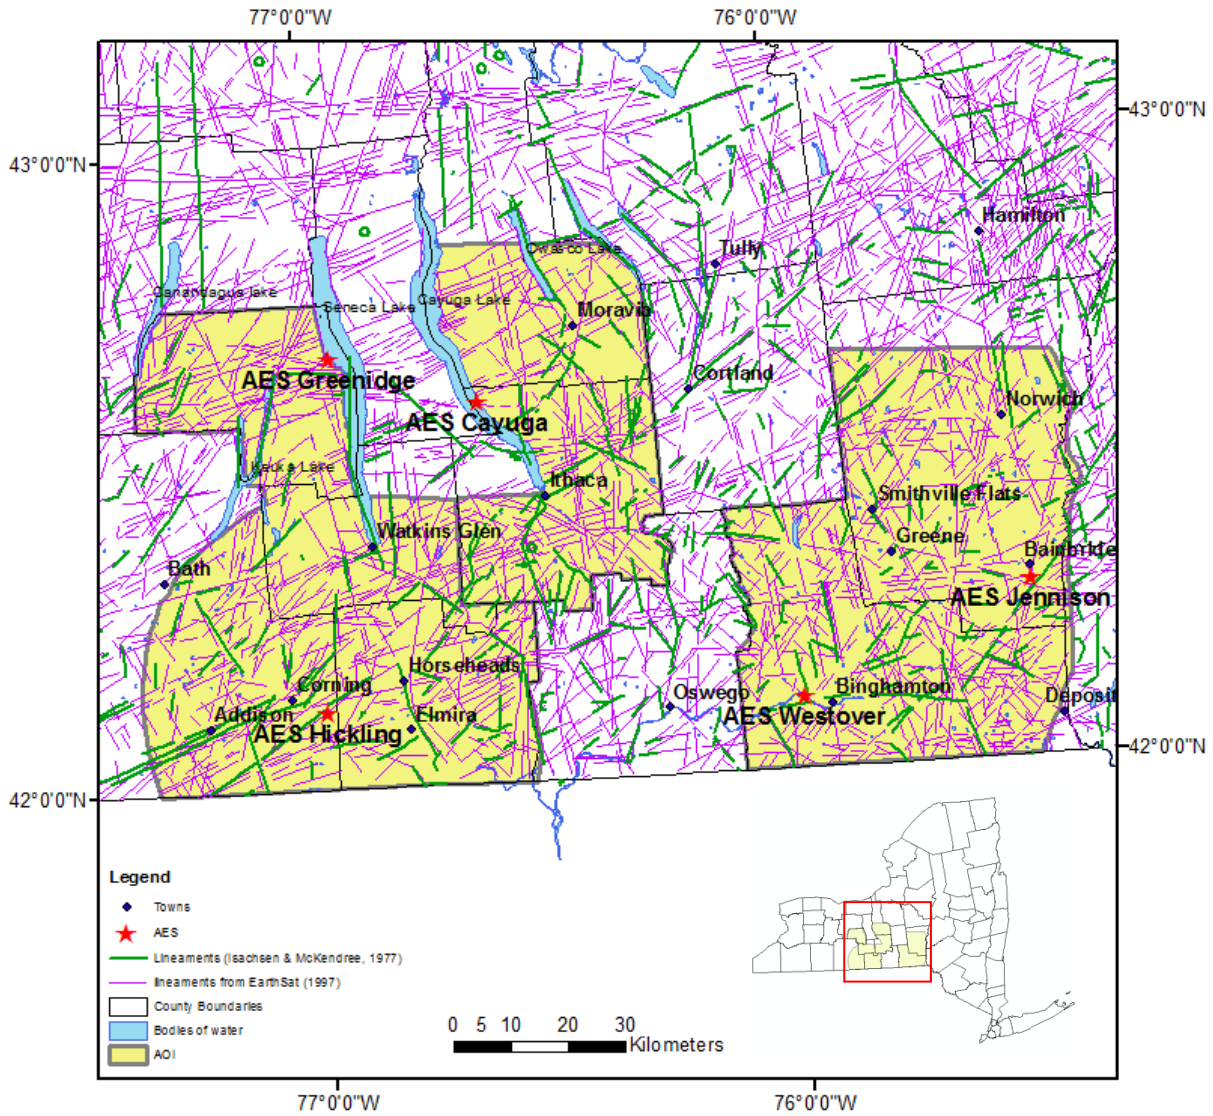 77°0'0"W
76°0'0"W
43°0'0"N
43°0'0"N
Hamilton
Tully
Owasco Lake
Canandagua lake
Seneca Lake
Cayuga Lake
Moravia
AES Greenidge
Cortland
Norwich
AES Cayuga
Keuka Lake
Ithaca
Smithville Flats
Watkins Glen
Greene
Bainbridge
Bath
AES Jennison
Horseheads
Corning
Oswego
Binghamton
Deposit
Addison
Elmira
AES Westover
AES Hickling
42°0'0"N
42°0'0"N
Legend
Towns
AES
Lineaments (Isachsen & McKendree, 1977)
lineaments from EarthSat (1997)
County Boundaries
Bodies of water
AOI
0 5 10 20 30
Kilometers
77°0'0"W
76°0'0"W